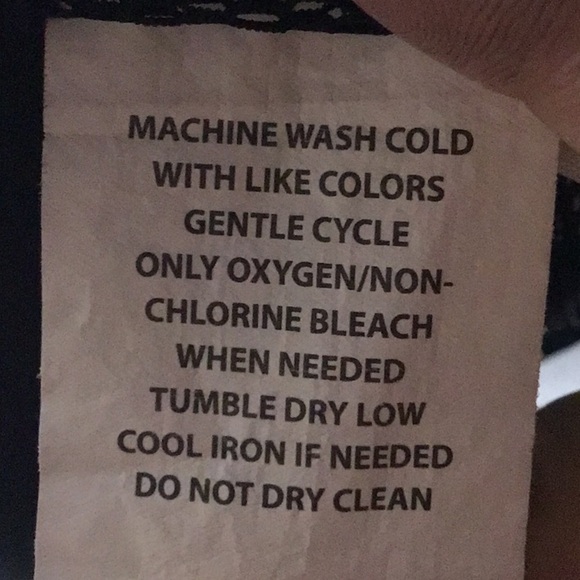 MACHINE WASH COLD
WITH LIKE COLORS
GENTLE CYCLE
ONLY OXYGEN/NON-
CHLORINE BLEACH
WHEN NEEDED
TUMBLE DRY LOW
COOL IRON IF NEEDED
DO NOT DRY CLEAN